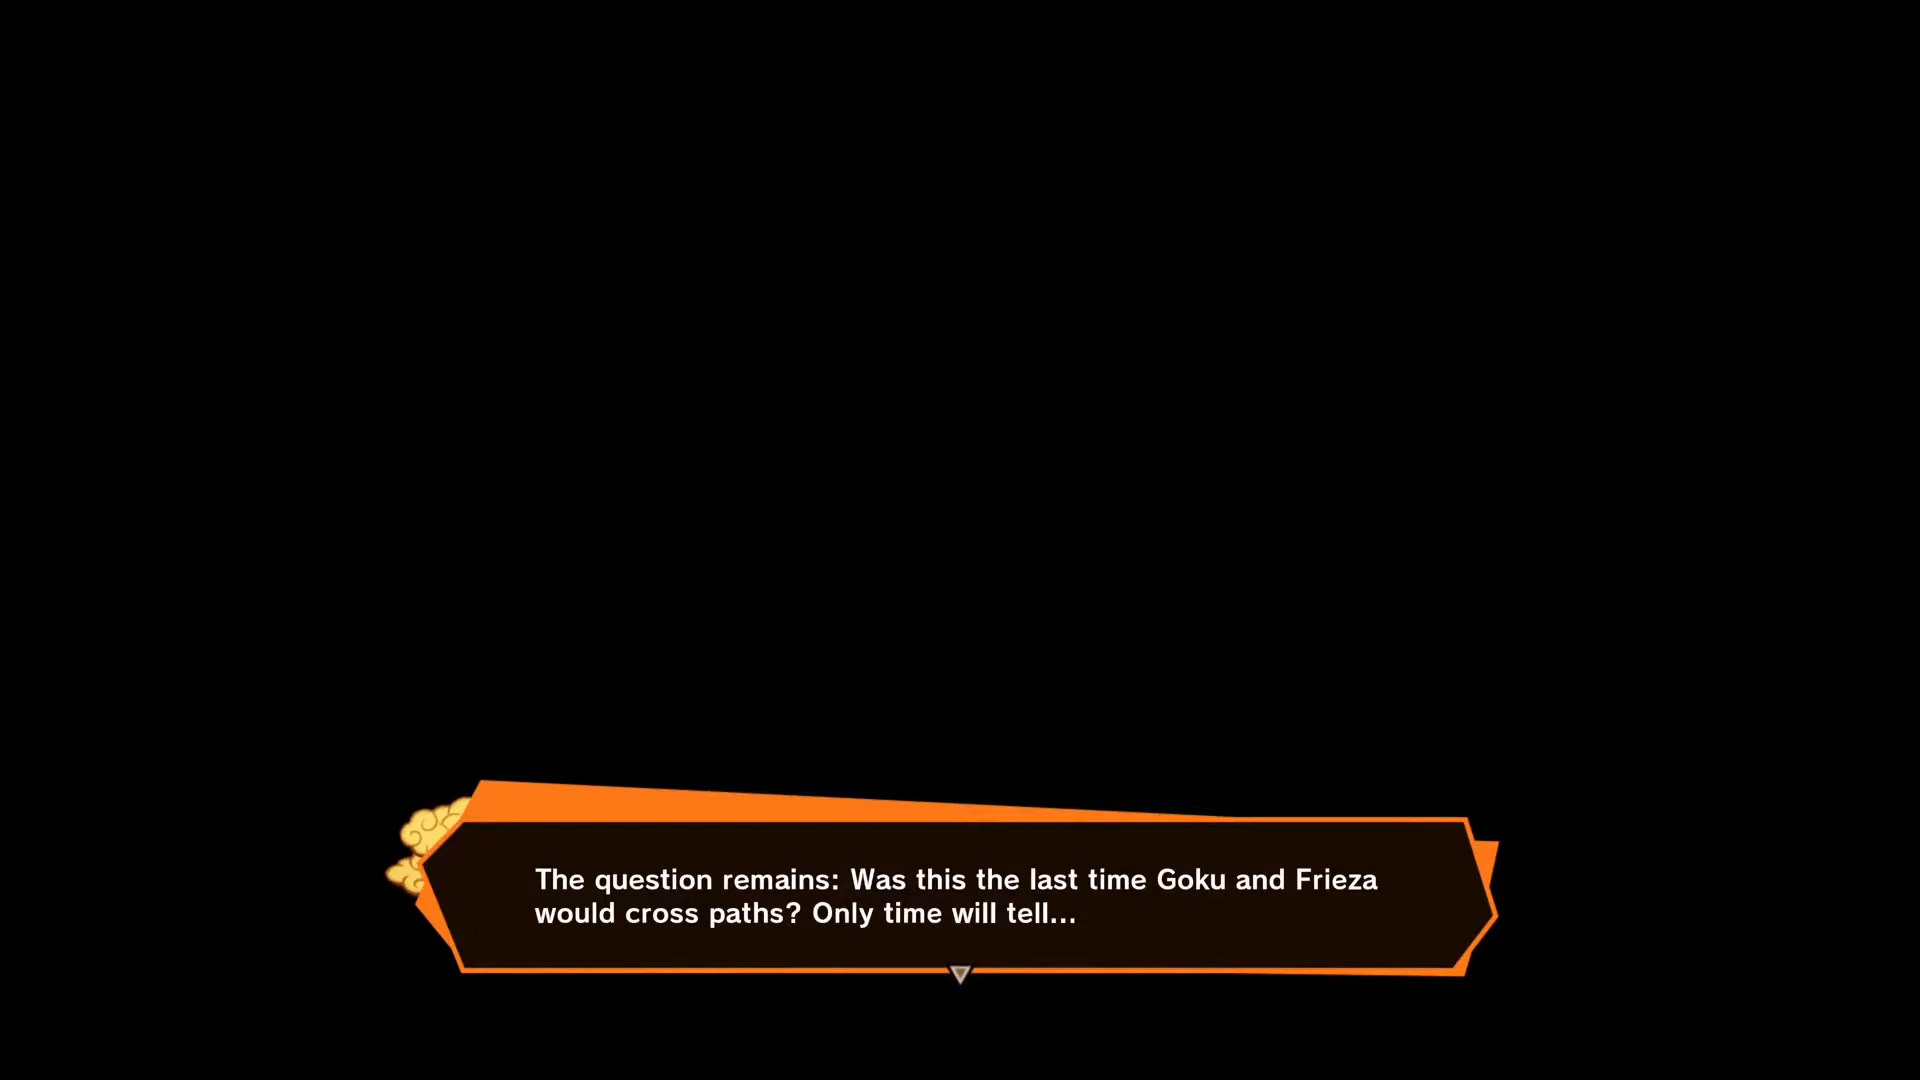 The question remains: Was this the last time Goku and Frieza
would cross paths? Only time will tell...